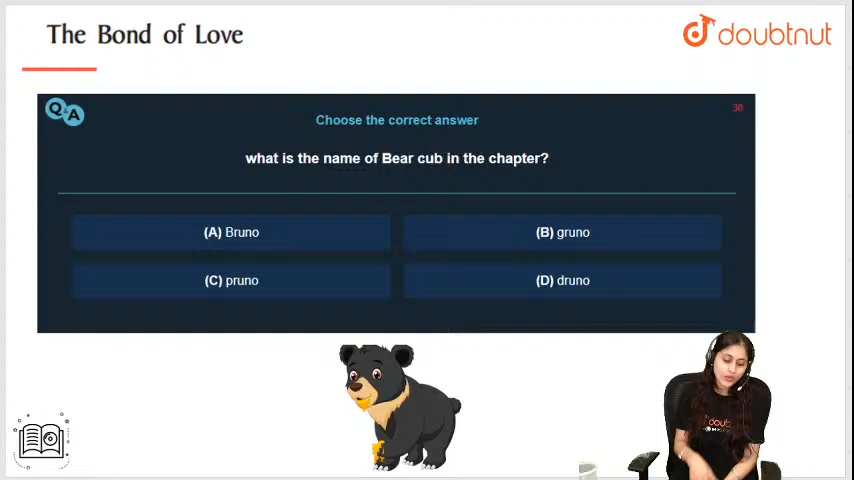 The Bond of Love
doubtnut
Q&A
Choose the correct answer
30
what is the name of Bear cub in the chapter?
(A) Bruno
(B) gruno
(C) pruno
(D) druno